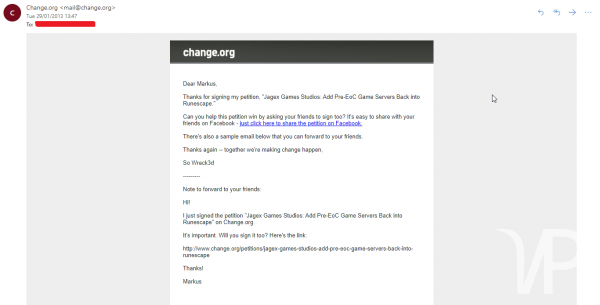 Change.org <mail@change.org>
C
Tue 29/01/2013 13:47
To:
change.org
Dear Markus,
Thanks for signing my petition, "Jagex Games Studios: Add Pre-EoC Game Servers Back Into
Runescape."
Can you help this petition win by asking your friends to sign too? It's easy to share with your
friends on Facebook - just click here to share the petition on Facebook.
There's also a sample email below that you can forward to your friends.
Thanks again -- together we're making change happen.
So Wreck3d
---------
Note to forward to your friends:
Hi!
I just signed the petition "Jagex Games Studios: Add Pre-EoC Game Servers Back Into
Runescape" on Change.org.
It's important. Will you sign it too? Here's the link:
http://www.change.org/petitions/jagex-games-studios-add-pre-eoc-game-servers-back-into-
runescape
Thanks!
Markus